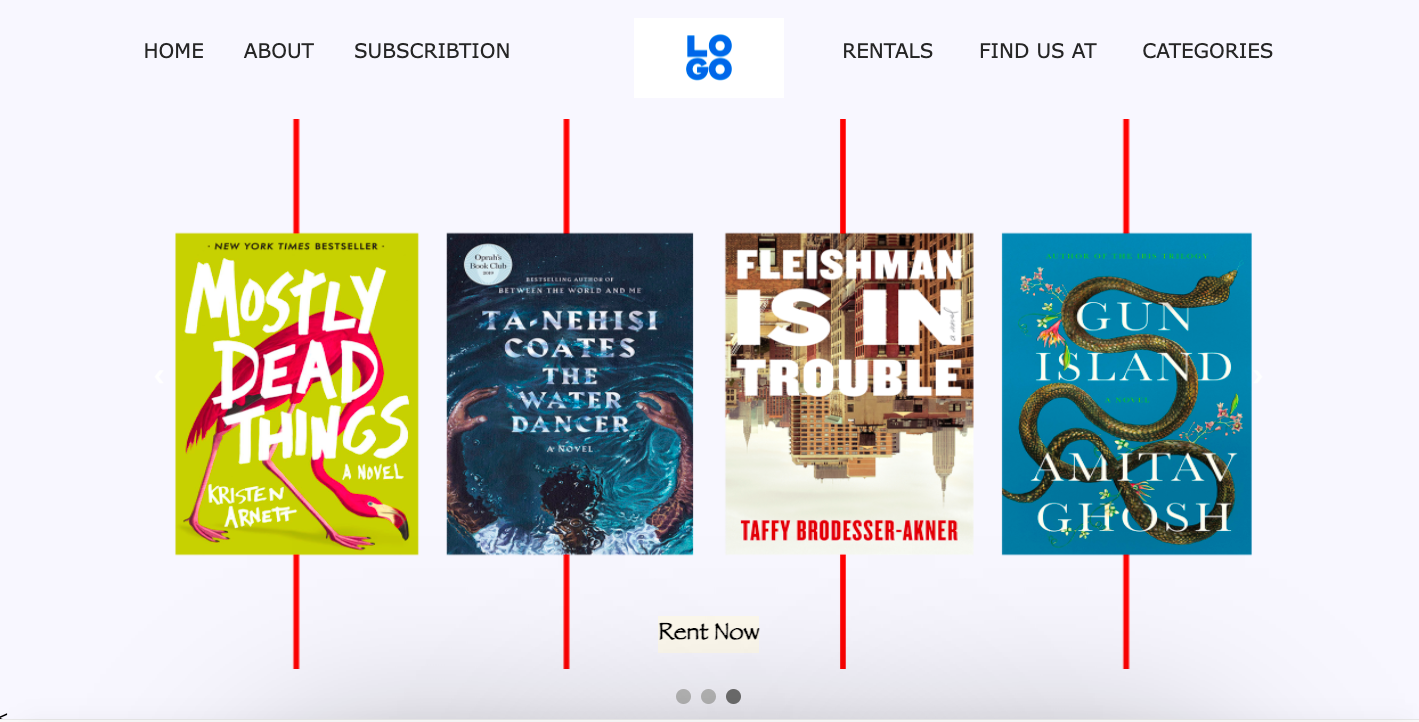 HOME ABOUT SUBSCRIBTION
LO
GO
RENTALS FIND US AT CATEGORIES
· NEW YORK TIMES BESTSELLER ·
MOSTLY
DEAD
THINGS
A NOVEL
KRISTEN
ARNETT
Oprah's
Book Club
2019
BESTSELLING AUTHOR OF
BETWEEN THE WORLD AND ME
TA-NEHISI
COATES
THE
WATER
DANCER
A NOVEL
FLEISHMAN
IS IN
TROUBLE
TAFFY BRODESSER-AKNER
AUTHOR OF THE IBIS TRILOGY
GUN
ISLAND
A NOVEL
AMITAV
GHOSH
Rent Now